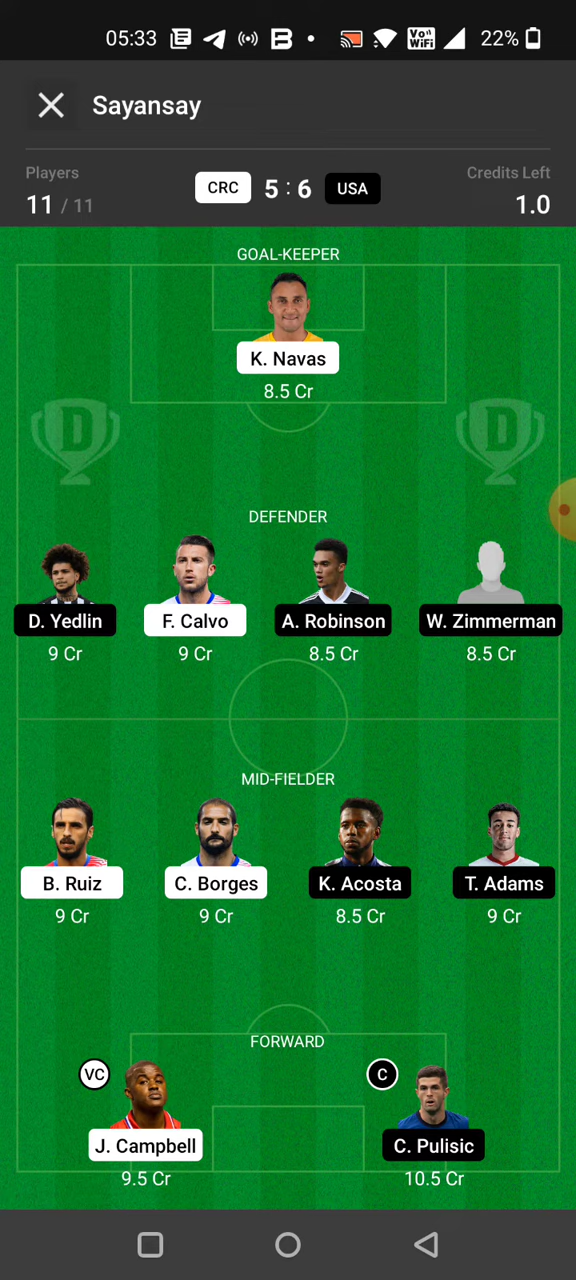 05:33
Vo WiFi
22%
Sayansay
Players
11 / 11
CRC 5 : 6 USA
Credits Left
1.0
GOAL-KEEPER
K. Navas
8.5 Cr
D D
DEFENDER
D. Yedlin F. Calvo A. Robinson W. Zimmerman
9 Cr 9 Cr 8.5 Cr 8.5 Cr
MID-FIELDER
B. Ruiz C. Borges K. Acosta T. Adams
9 Cr 9 Cr 8.5 Cr 9 Cr
FORWARD
VC C
J. Campbell C. Pulisic
9.5 Cr 10.5 Cr